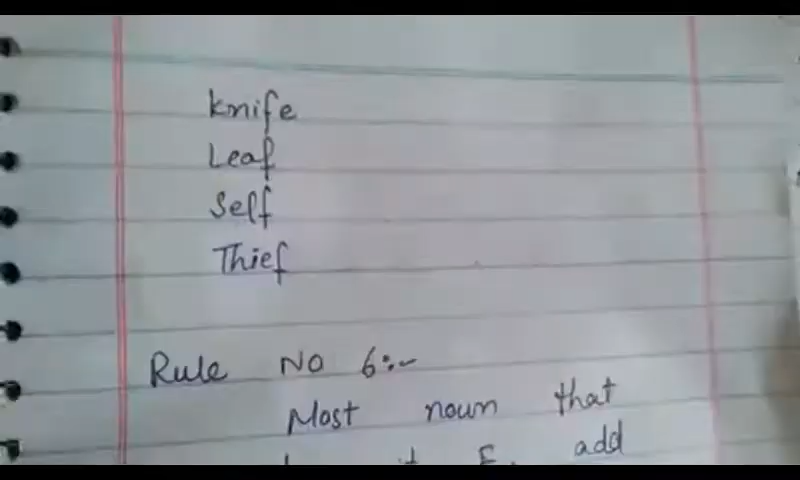 Knife
Leaf
Self
Thief
Rule NO 6:-
Most noun that
F, add